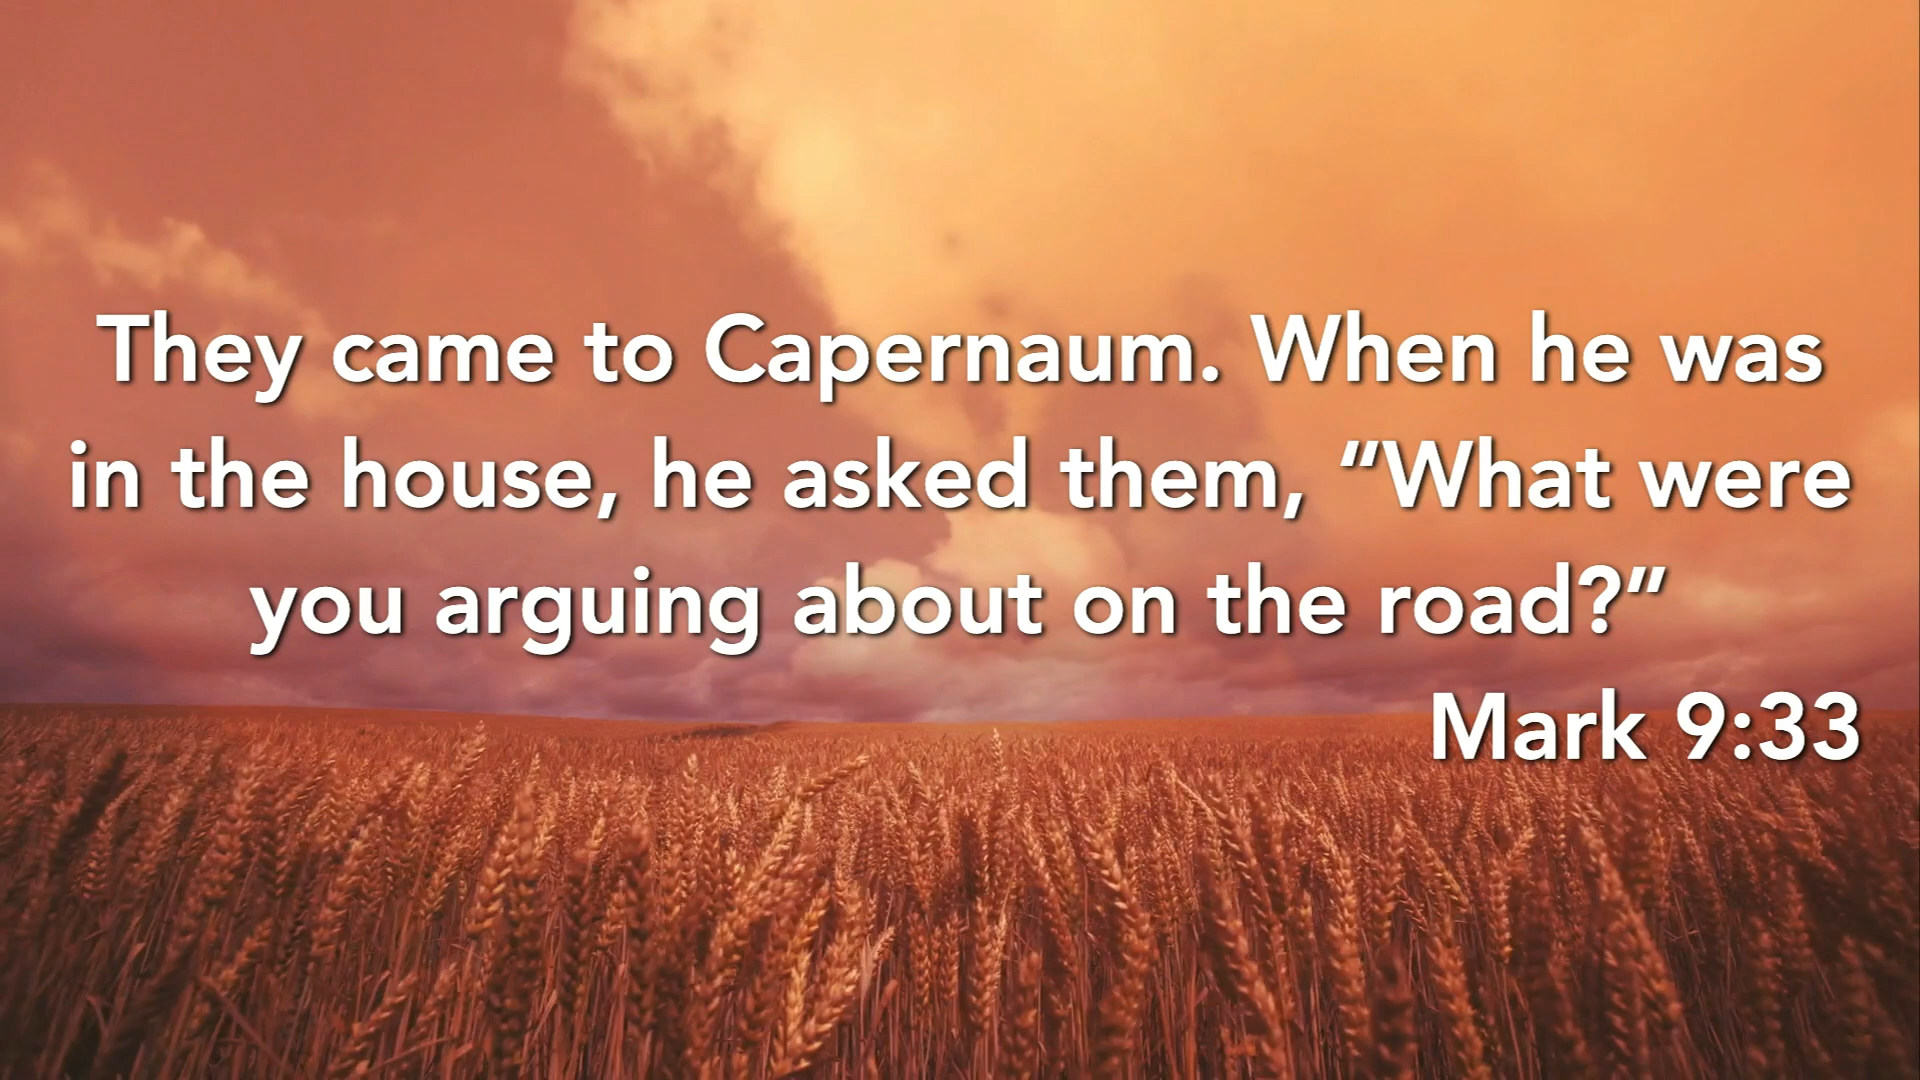 They came to Capernaum. When he was
in the house, he asked them, “What were
you arguing about on the road?”
Mark 9:33